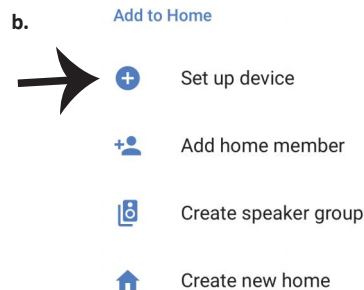 b.
Add to Home
Set up device
Add home member
Create speaker group
Create new home